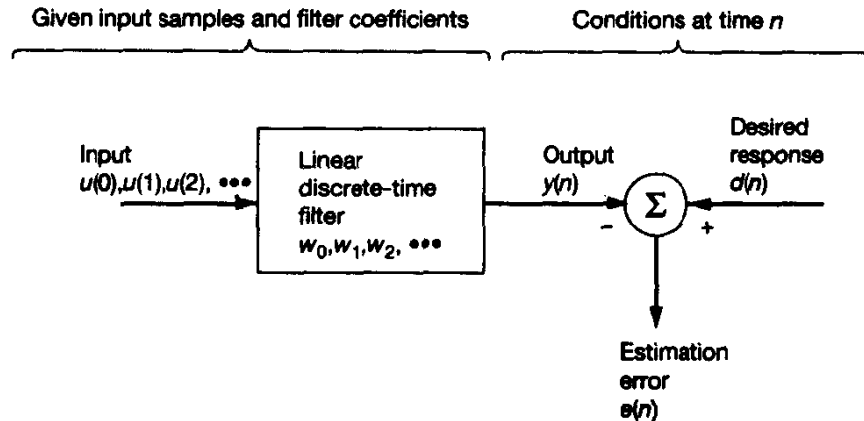 Given input samples and filter coefficients
Conditions at time n
Input
u(0),u(1),u(2), •••
Linear
discrete-time
filter
w₀,w₁,w₂, •••
Output
y(n)
Σ
−
+
Desired
response
d(n)
Estimation
error
e(n)